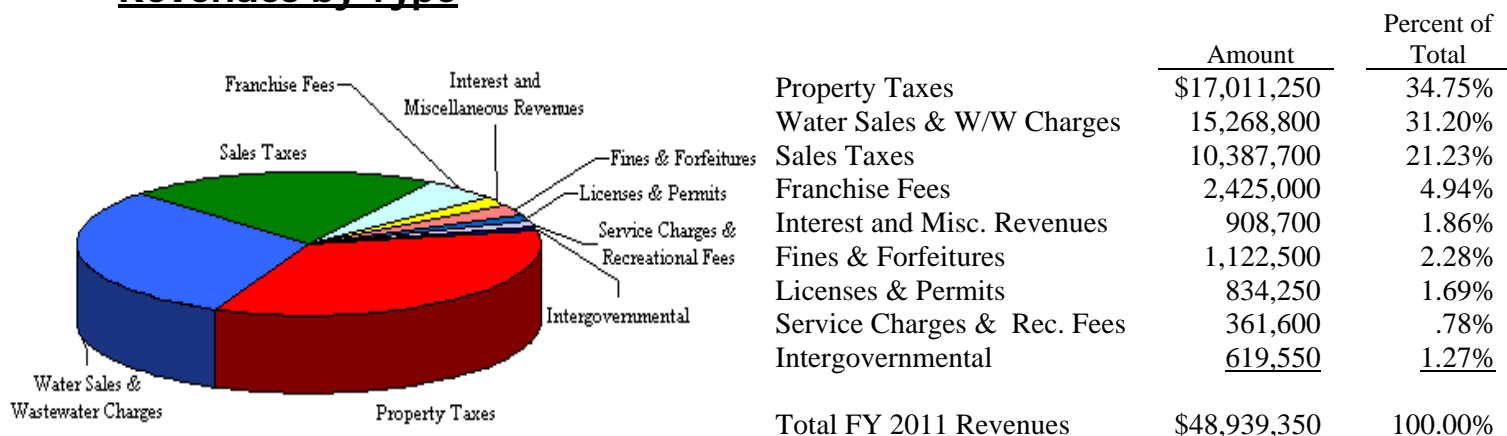 Revenues by Type
Franchise Fees
Interest and
Miscellaneous Revenues
Sales Taxes
Fines & Forfeitures
Licenses & Permits
Service Charges &
Recreational Fees
Intergovernmental
Water Sales &
Wastewater Charges
Property Taxes
Percent of
Amount Total
Property Taxes $17,011,250 34.75%
Water Sales & W/W Charges 15,268,800 31.20%
Sales Taxes 10,387,700 21.23%
Franchise Fees 2,425,000 4.94%
Interest and Misc. Revenues 908,700 1.86%
Fines & Forfeitures 1,122,500 2.28%
Licenses & Permits 834,250 1.69%
Service Charges & Rec. Fees 361,600 .78%
Intergovernmental 619,550 1.27%
Total FY 2011 Revenues $48,939,350 100.00%